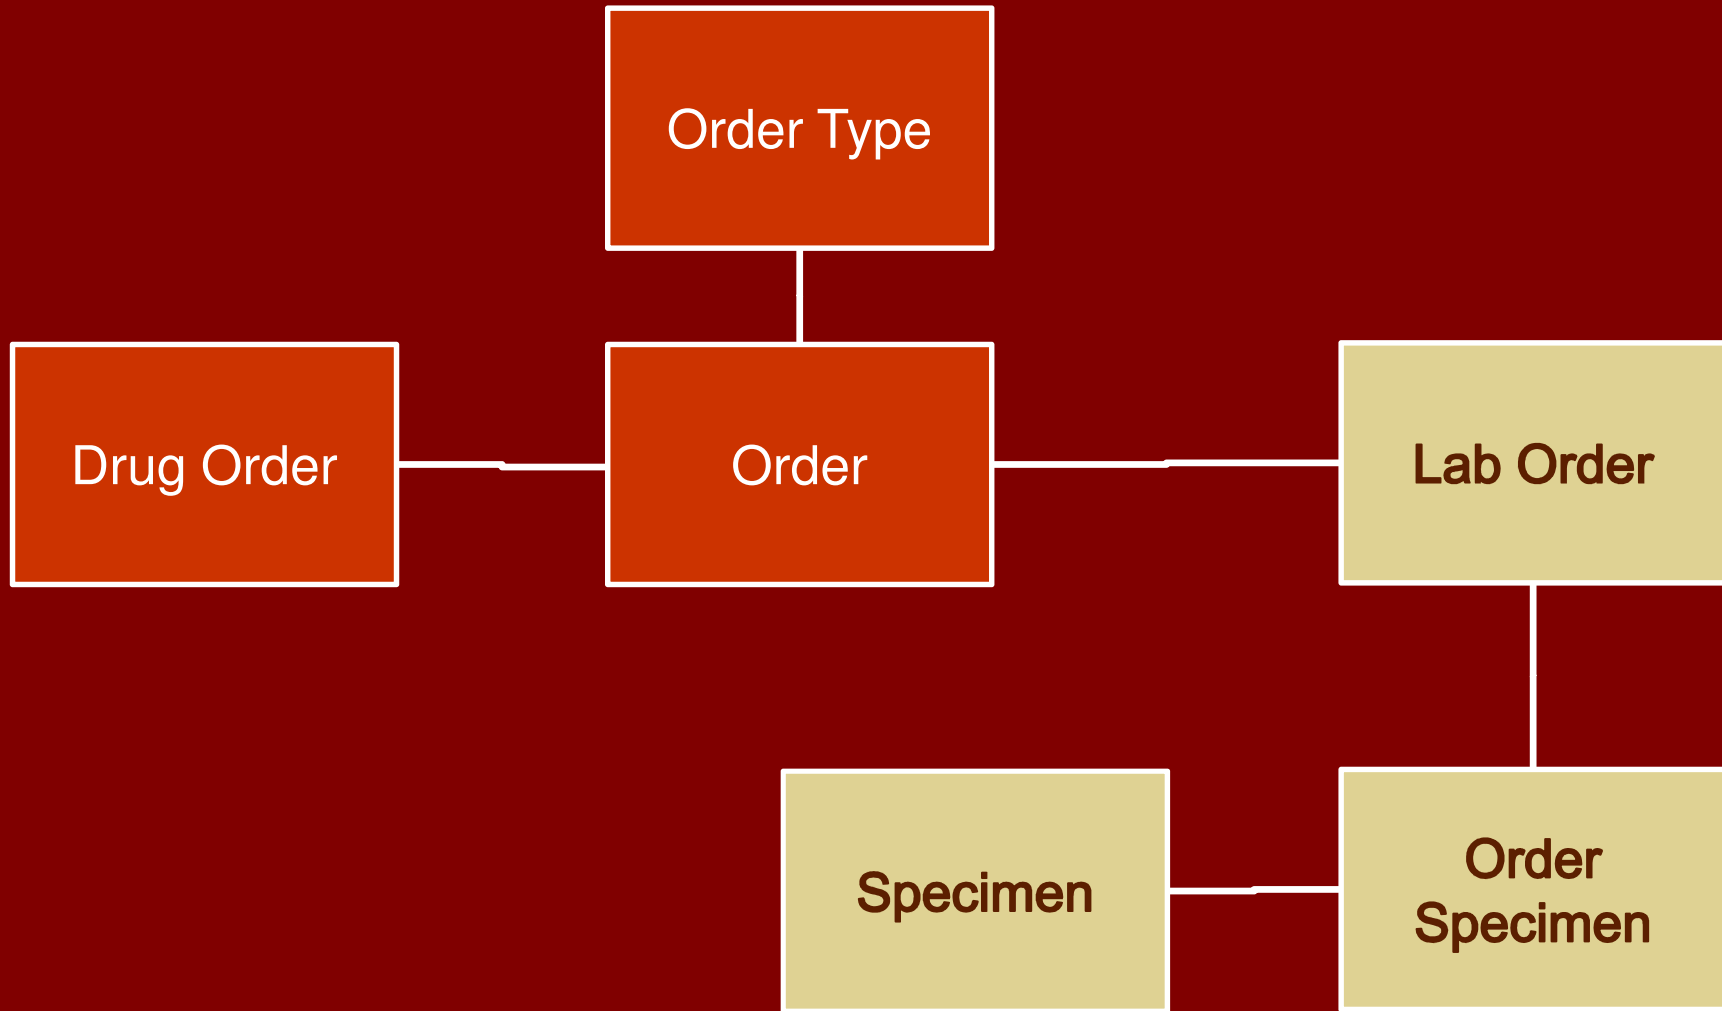 Order Type
Drug Order
Order
Lab Order
Specimen
Order
Specimen